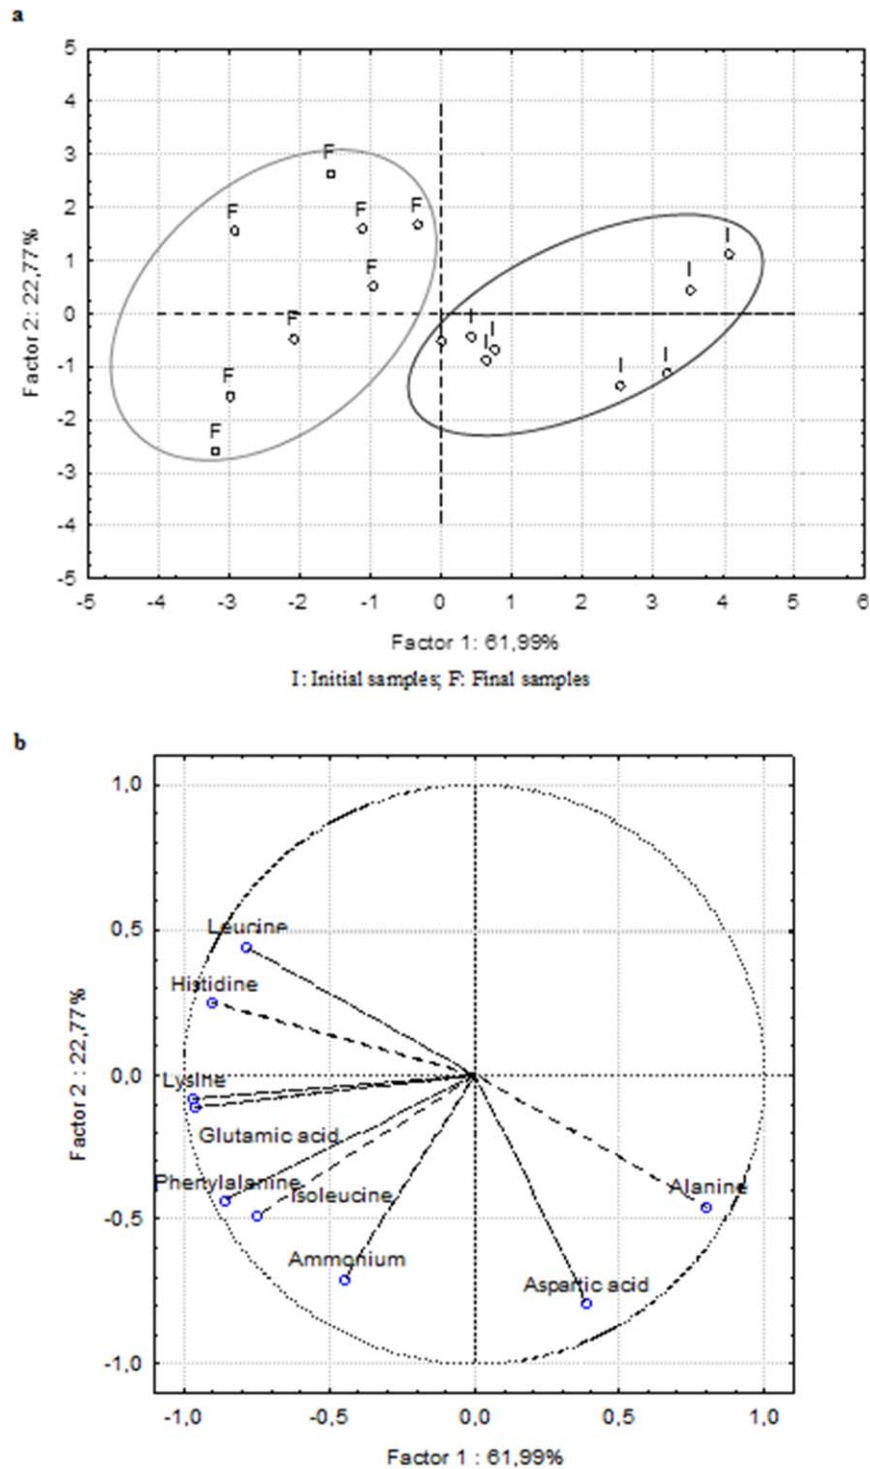 a
5
4
3
2
1
0
-1
-2
-3
-4
-5
Factor 2: 22,77%
F
F
F
F
F
F
F
F
I
I
I
I
I
I
I
-5 -4 -3 -2 -1 0 1 2 3 4 5 6
Factor 1: 61,99%
I: Initial samples; F: Final samples
b
1,0
0,5
0,0
-0,5
-1,0
Factor 2 : 22,77%
Leucine
Histidine
Lysine
Glutamic acid
Phenylalanine
Isoleucine
Ammonium
Alanine
Aspartic acid
-1,0 -0,5 0,0 0,5 1,0
Factor 1 : 61,99%